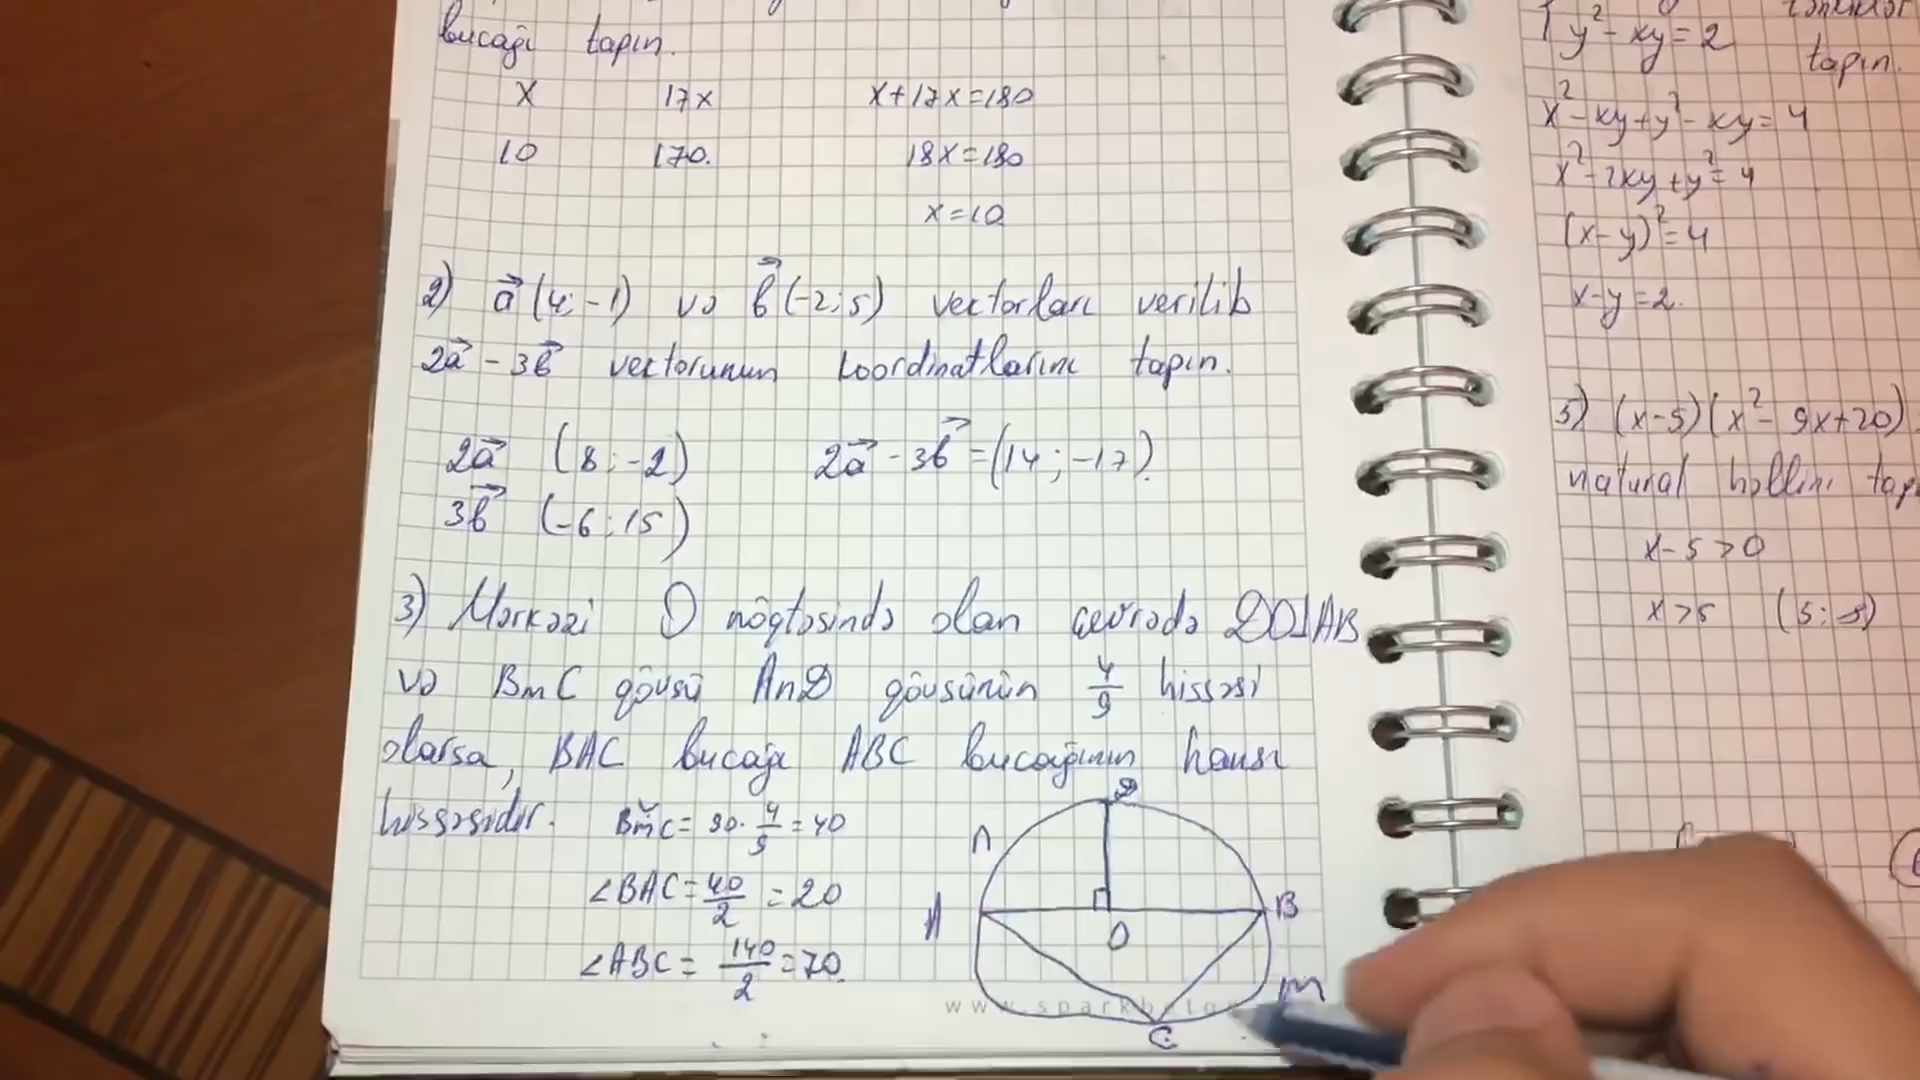 bucağı tapın.
x 17x x+17x=180
10 170. 18x=180
x=10
2) a⃗ (4; -1) və b⃗ (-2; 5) vectorları verilib
2a⃗ - 3b⃗ vectorunun koordinatlarını tapın.
2a⃗ (8; -2) 2a⃗ - 3b⃗ = (14; -17).
3b⃗ (-6; 15)
3) Mərkəzi O nöqtəsində olan çevrədə DO⊥AB
və BmC qövsü AnD qövsünün 4/9 hissəsi
olarsa, BAC bucağı ABC bucağının hansı
hissəsidir. BmC = 90 · 4/9 = 40
∠BAC = 40/2 = 20
∠ABC = 140/2 = 70.
D
n
A B
O
m
C
www.spark
y² - xy = 2
tapın.
x² - xy + y² - xy = 4
x² - 2xy + y² = 4
(x-y)² = 4
x-y = 2.
5) (x-5)(x² - 9x+20)
natural həllini
x-5>0
x>5 (5;